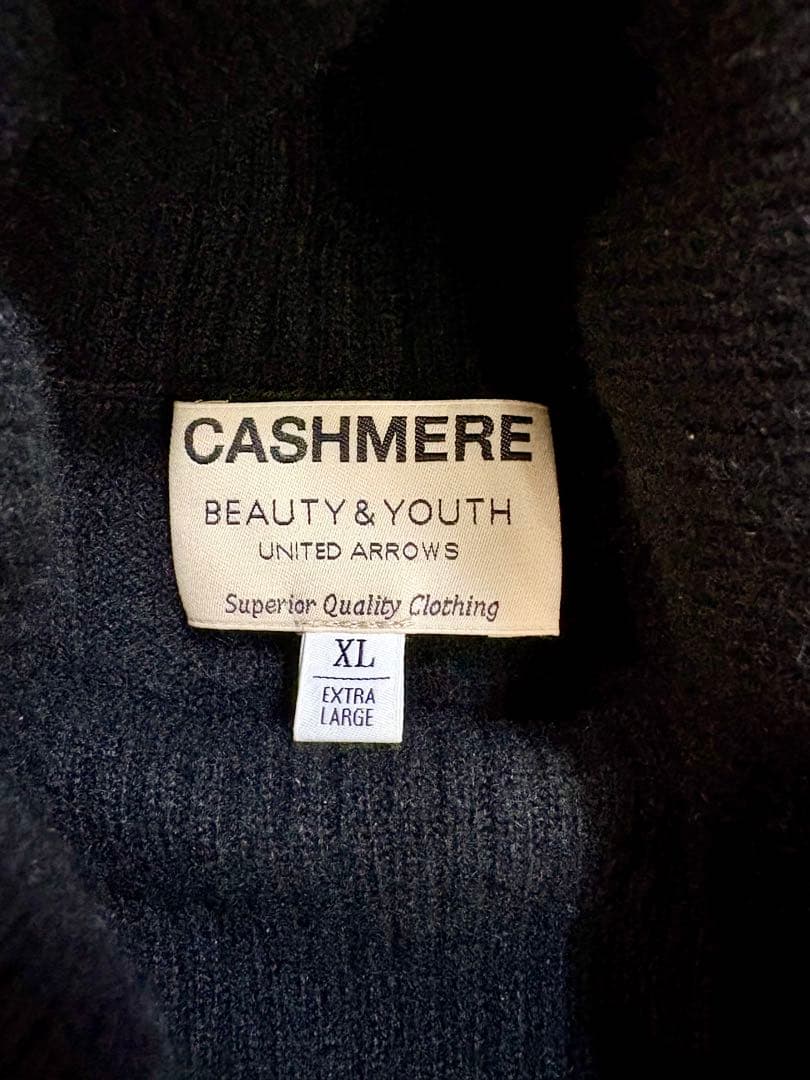 CASHMERE
BEAUTY & YOUTH
UNITED ARROWS
Superior Quality Clothing
XL
EXTRA
LARGE